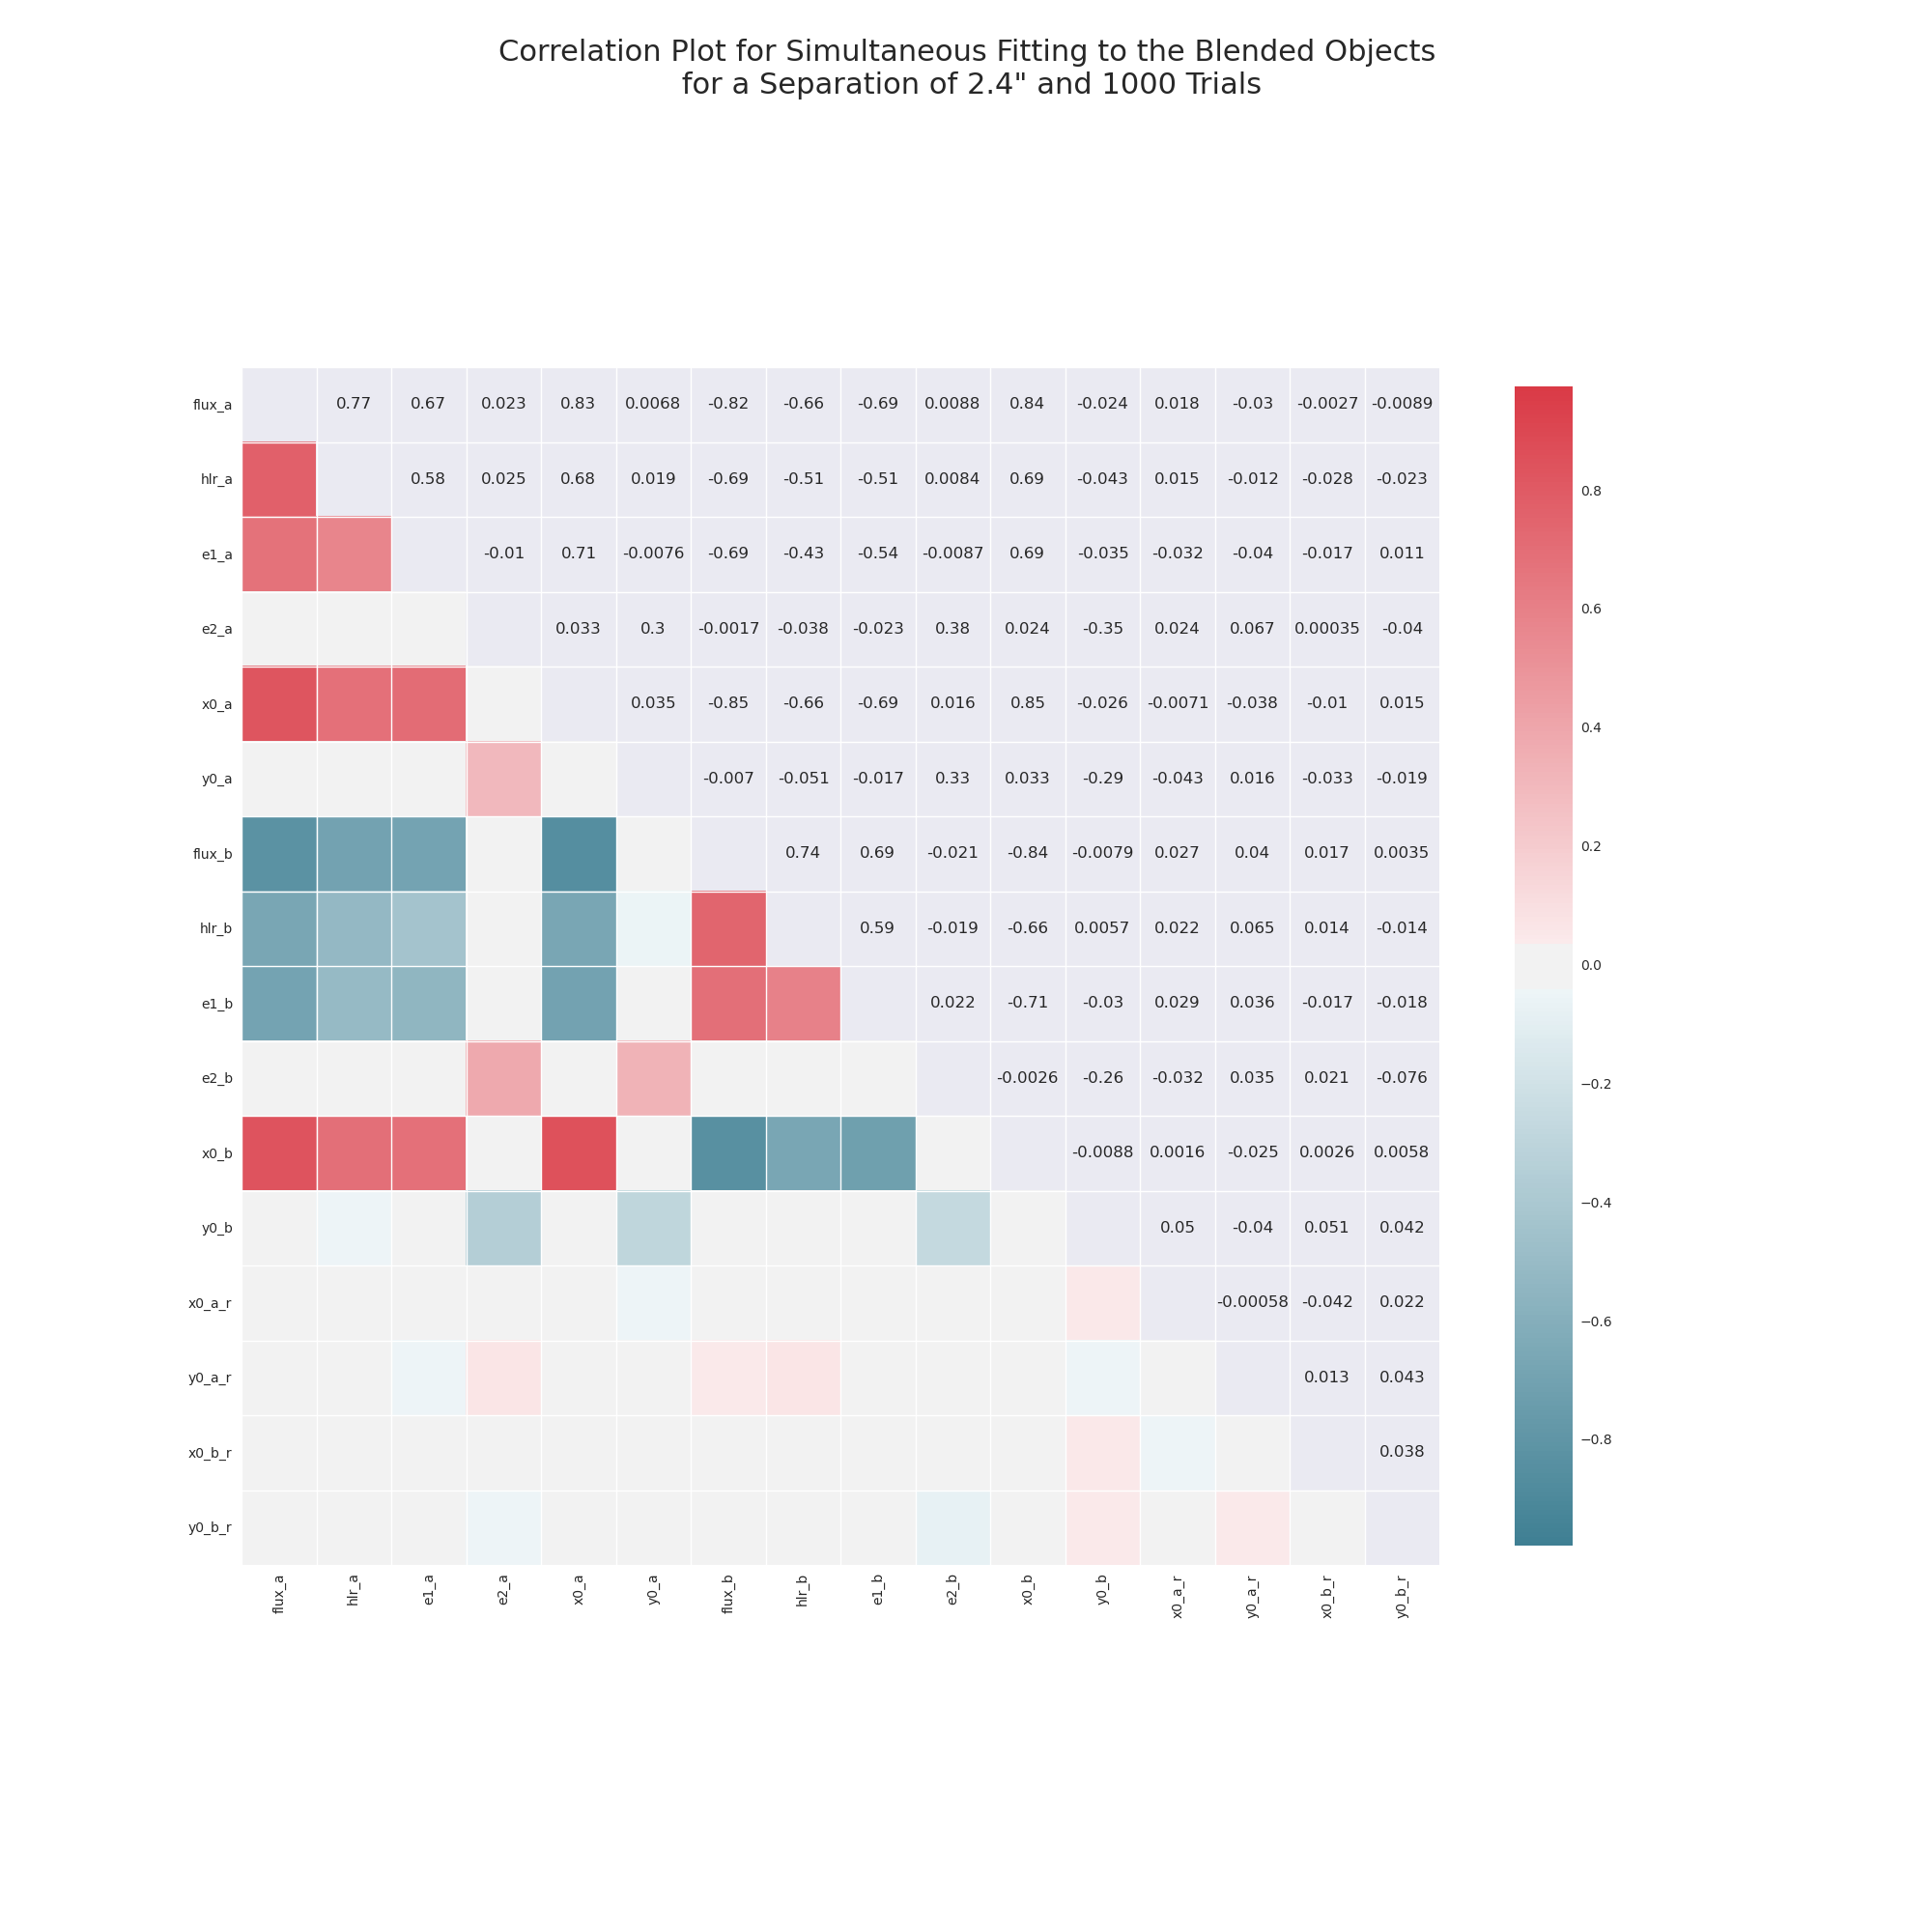 Correlation Plot for Simultaneous Fitting to the Blended Objects
for a Separation of 2.4" and 1000 Trials
flux_a 0.77 0.67 0.023 0.83 0.0068 -0.82 -0.66 -0.69 0.0088 0.84 -0.024 0.018 -0.03 -0.0027 -0.0089
hlr_a 0.58 0.025 0.68 0.019 -0.69 -0.51 -0.51 0.0084 0.69 -0.043 0.015 -0.012 -0.028 -0.023
e1_a -0.01 0.71 -0.0076 -0.69 -0.43 -0.54 -0.0087 0.69 -0.035 -0.032 -0.04 -0.017 0.011
e2_a 0.033 0.3 -0.0017 -0.038 -0.023 0.38 0.024 -0.35 0.024 0.067 0.00035 -0.04
x0_a 0.035 -0.85 -0.66 -0.69 0.016 0.85 -0.026 -0.0071 -0.038 -0.01 0.015
y0_a -0.007 -0.051 -0.017 0.33 0.033 -0.29 -0.043 0.016 -0.033 -0.019
flux_b 0.74 0.69 -0.021 -0.84 -0.0079 0.027 0.04 0.017 0.0035
hlr_b 0.59 -0.019 -0.66 0.0057 0.022 0.065 0.014 -0.014
e1_b 0.022 -0.71 -0.03 0.029 0.036 -0.017 -0.018
e2_b -0.0026 -0.26 -0.032 0.035 0.021 -0.076
x0_b -0.0088 0.0016 -0.025 0.0026 0.0058
y0_b 0.05 -0.04 0.051 0.042
x0_a_r -0.00058 -0.042 0.022
y0_a_r 0.013 0.043
x0_b_r 0.038
y0_b_r
flux_a hlr_a e1_a e2_a x0_a y0_a flux_b hlr_b e1_b e2_b x0_b y0_b x0_a_r y0_a_r x0_b_r y0_b_r
0.8
0.6
0.4
0.2
0.0
−0.2
−0.4
−0.6
−0.8